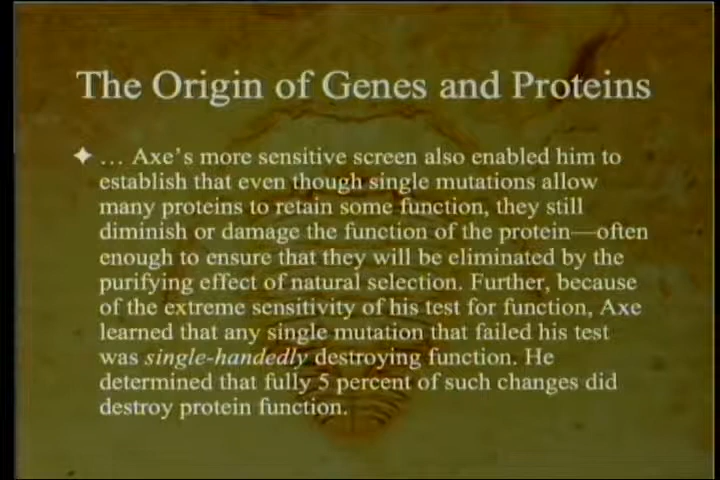 The Origin of Genes and Proteins
… Axe's more sensitive screen also enabled him to
establish that even though single mutations allow
many proteins to retain some function, they still
diminish or damage the function of the protein—often
enough to ensure that they will be eliminated by the
purifying effect of natural selection. Further, because
of the extreme sensitivity of his test for function, Axe
learned that any single mutation that failed his test
was single-handedly destroying function. He
determined that fully 5 percent of such changes did
destroy protein function.